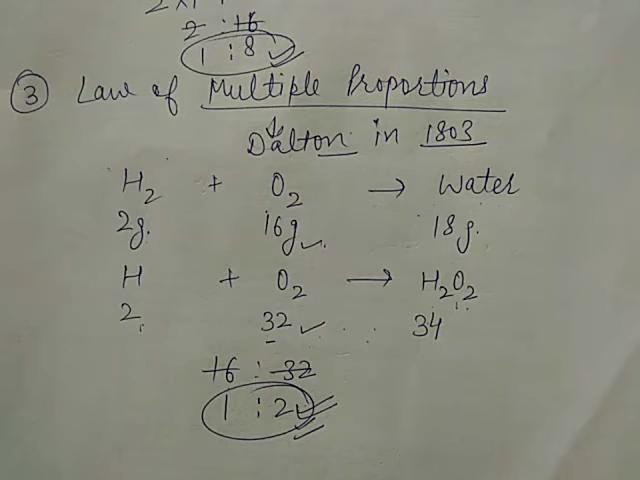 2 : 16
1 : 8
③ Law of Multiple Proportions
Dalton in 1803
H₂ + O₂ → Water
2g. 16g 18g.
H + O₂ → H₂O₂
2 32 34
16 : 32
1 : 2